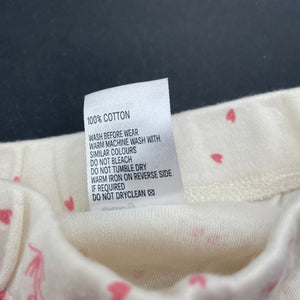 100% COTTON
WASH BEFORE WEAR
WARM MACHINE WASH WITH
SIMILAR COLOURS
DO NOT BLEACH
DO NOT TUMBLE DRY
WARM IRON ON REVERSE SIDE
IF REQUIRED
DO NOT DRYCLEAN